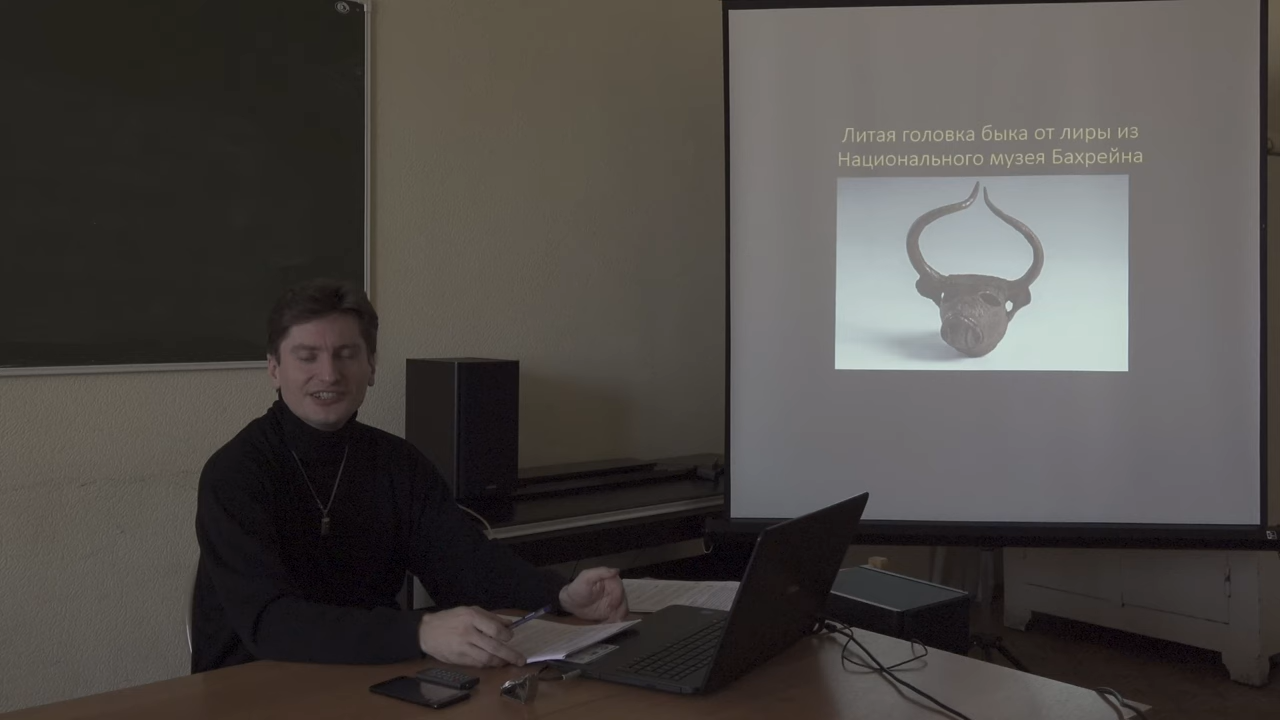 Литая головка быка от лиры из
Национального музея Бахрейна